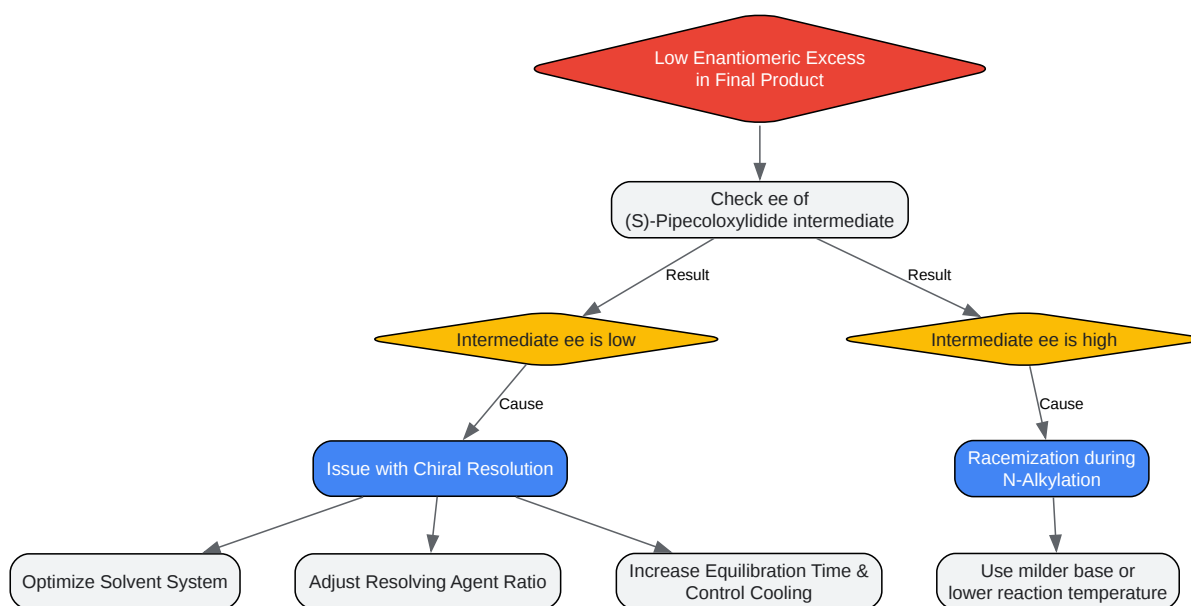 Low Enantiomeric Excess
in Final Product
Check ee of
(S)-Pipecoloxylidide intermediate
Result
Result
Intermediate ee is low
Intermediate ee is high
Cause
Cause
Issue with Chiral Resolution
Racemization during
N-Alkylation
Optimize Solvent System
Adjust Resolving Agent Ratio
Increase Equilibration Time &
Control Cooling
Use milder base or
lower reaction temperature